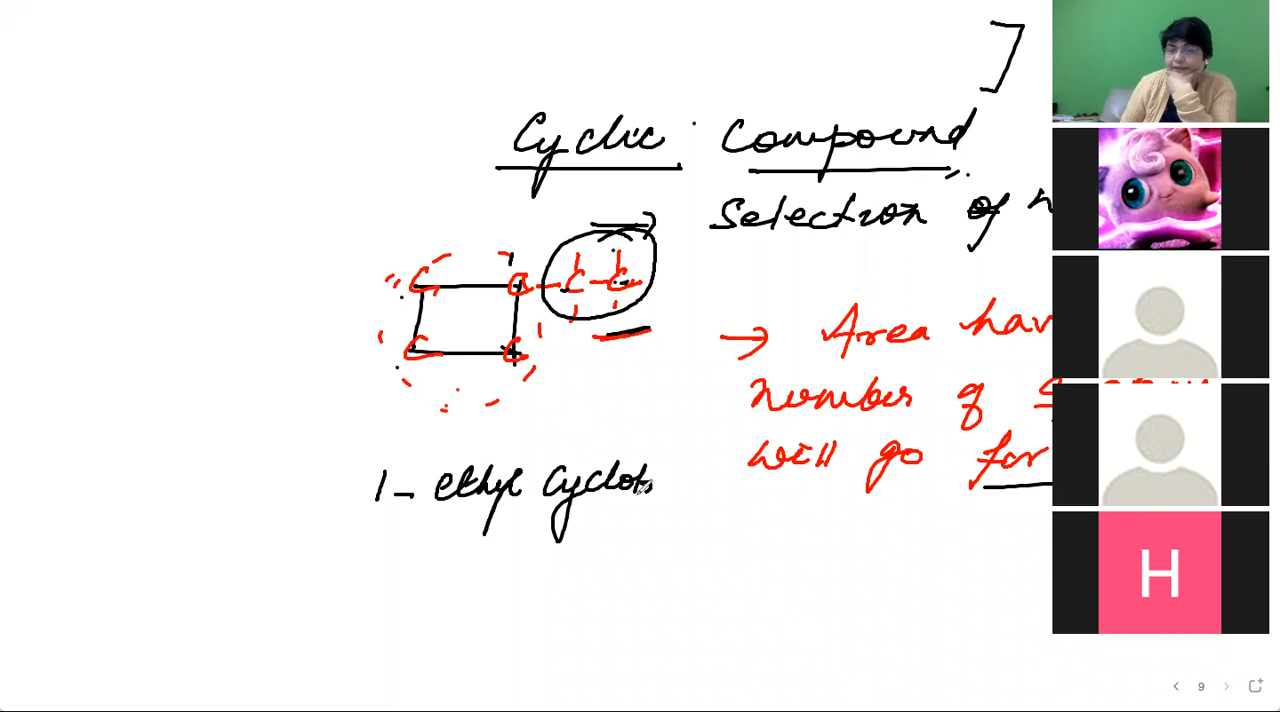 Cyclic Compound
Selection of
C C C C
C C
→ Area hav
number of
will go for
1- ethyl Cyclob
H
9